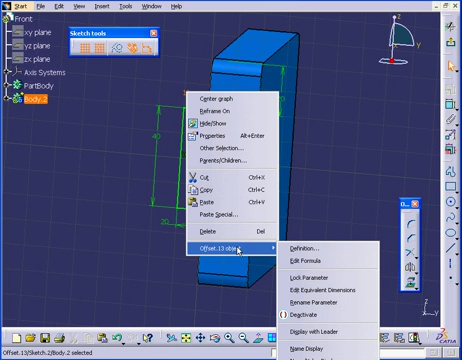 Start File Edit View Insert Tools Window Help
Front
xy plane
yz plane
zx plane
Axis Systems
PartBody
Body.2
Sketch tools
Center graph
Reframe On
Hide/Show
Properties Alt+Enter
Other Selection...
Parents/Children...
Cut Ctrl+X
Copy Ctrl+C
Paste Ctrl+V
Paste Special...
Delete Del
Offset.13 object
Definition...
Edit Formula
Lock Parameter
Edit Equivalent Dimensions
Rename Parameter
Deactivate
Display with Leader
Name Display
40
20
z
CATIA
Offset.13/Sketch.2/Body.2 selected